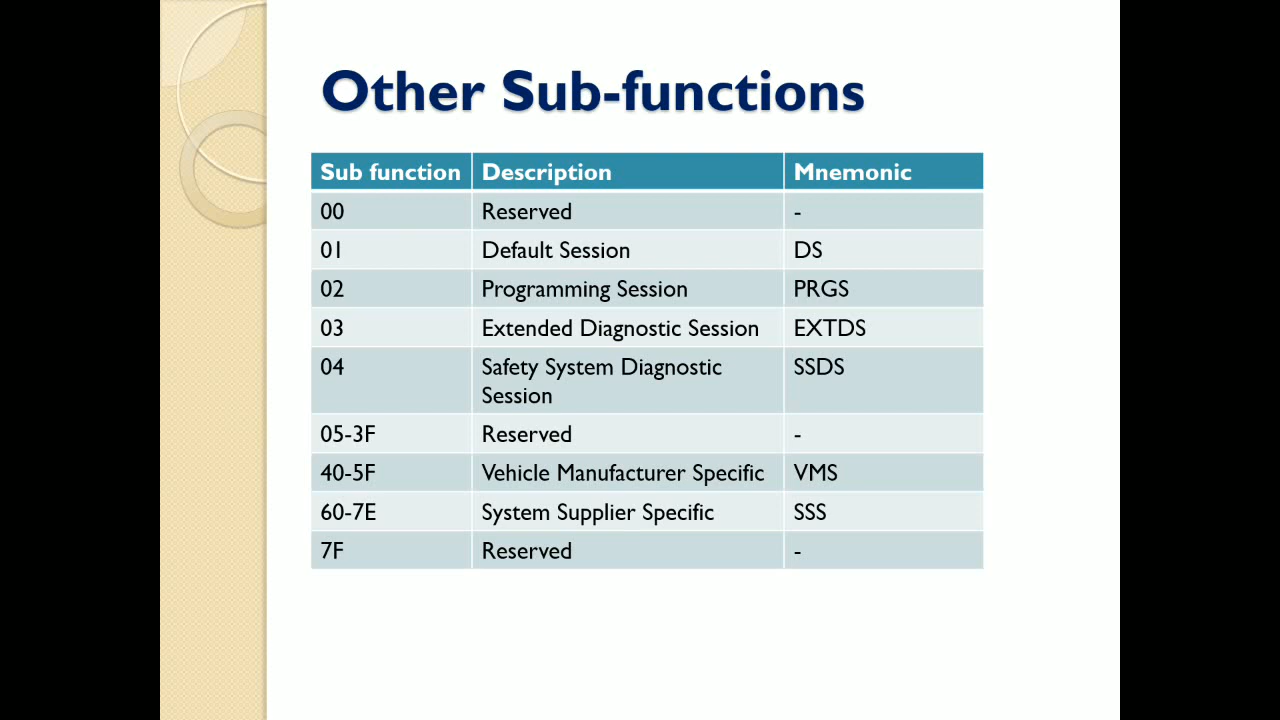 Other Sub-functions
Sub function Description Mnemonic
00 Reserved -
01 Default Session DS
02 Programming Session PRGS
03 Extended Diagnostic Session EXTDS
04 Safety System Diagnostic SSDS
Session
05-3F Reserved -
40-5F Vehicle Manufacturer Specific VMS
60-7E System Supplier Specific SSS
7F Reserved -